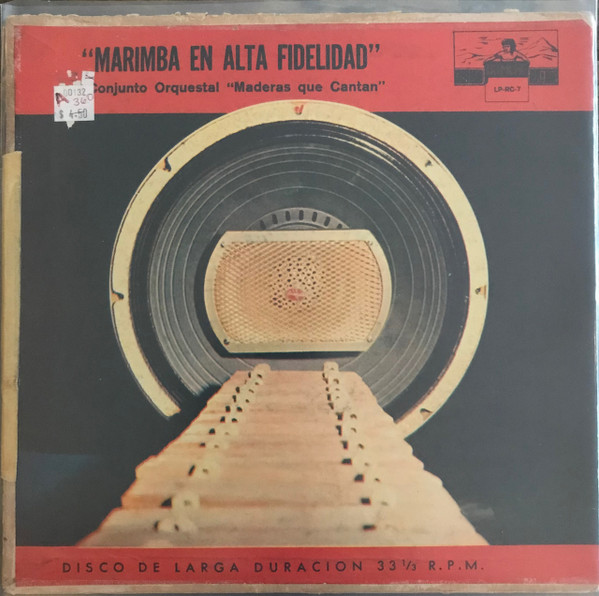 "MARIMBA EN ALTA FIDELIDAD"
Conjunto Orquestal "Maderas que Cantan"
LP-RC-7
A
360
$ 4.50
DISCO DE LARGA DURACION 33 1/3 R.P.M.